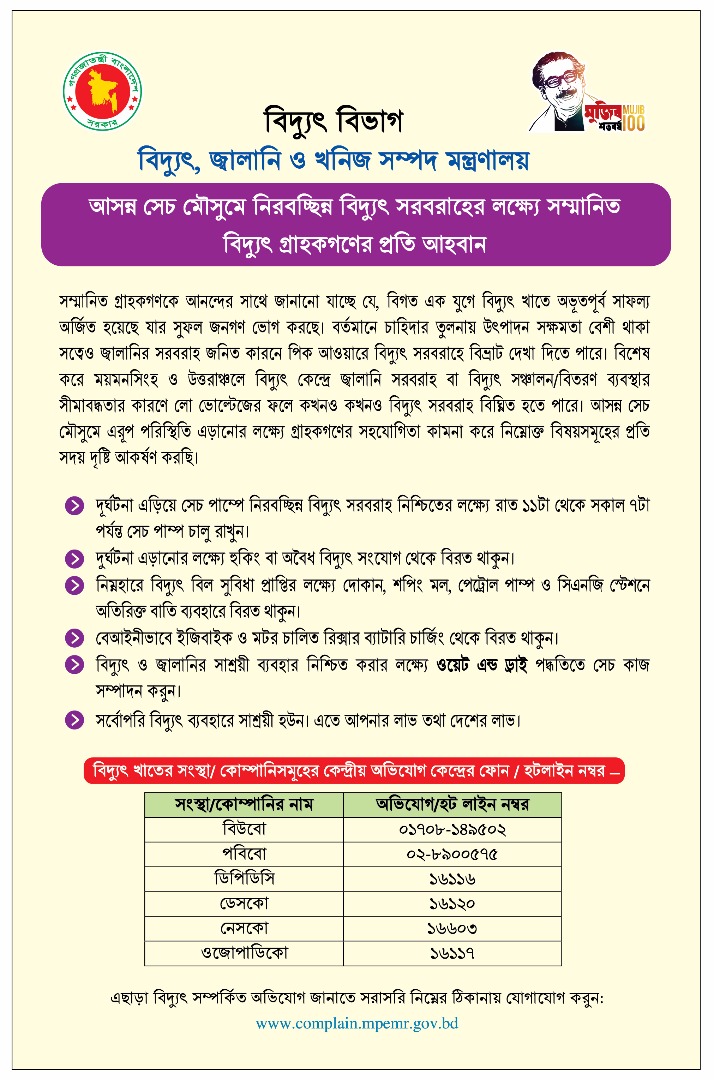 গণপ্রজাতন্ত্রী বাংলাদেশ
সরকার
মুজিব
শতবর্ষ
MUJIB
100
বিদ্যুৎ বিভাগ
বিদ্যুৎ, জ্বালানি ও খনিজ সম্পদ মন্ত্রণালয়
আসন্ন সেচ মৌসুমে নিরবচ্ছিন্ন বিদ্যুৎ সরবরাহের লক্ষ্যে সম্মানিত
বিদ্যুৎ গ্রাহকগণের প্রতি আহবান
সম্মানিত গ্রাহকগণকে আনন্দের সাথে জানানো যাচ্ছে যে, বিগত এক যুগে বিদ্যুৎ খাতে অভূতপূর্ব সাফল্য
অর্জিত হয়েছে যার সুফল জনগণ ভোগ করছে। বর্তমানে চাহিদার তুলনায় উৎপাদন সক্ষমতা বেশী থাকা
সত্বেও জ্বালানির সরবরাহ জনিত কারনে পিক আওয়ারে বিদ্যুৎ সরবরাহে বিভ্রাট দেখা দিতে পারে। বিশেষ
করে ময়মনসিংহ ও উত্তরাঞ্চলে বিদ্যুৎ কেন্দ্রে জ্বালানি সরবরাহ বা বিদ্যুৎ সঞ্চালন/বিতরণ ব্যবস্থার
সীমাবদ্ধতার কারণে লো ভোল্টেজের ফলে কখনও কখনও বিদ্যুৎ সরবরাহ বিঘ্নিত হতে পারে। আসন্ন সেচ
মৌসুমে এরূপ পরিস্থিতি এড়ানোর লক্ষ্যে গ্রাহকগণের সহযোগিতা কামনা করে নিম্নোক্ত বিষয়সমূহের প্রতি
সদয় দৃষ্টি আকর্ষণ করছি।
দূর্ঘটনা এড়িয়ে সেচ পাম্পে নিরবচ্ছিন্ন বিদ্যুৎ সরবরাহ নিশ্চিতের লক্ষ্যে রাত ১১টা থেকে সকাল ৭টা
পর্যন্ত সেচ পাম্প চালু রাখুন।
দুর্ঘটনা এড়ানোর লক্ষ্যে হুকিং বা অবৈধ বিদ্যুৎ সংযোগ থেকে বিরত থাকুন।
নিম্নহারে বিদ্যুৎ বিল সুবিধা প্রাপ্তির লক্ষ্যে দোকান, শপিং মল, পেট্রোল পাম্প ও সিএনজি স্টেশনে
অতিরিক্ত বাতি ব্যবহারে বিরত থাকুন।
বেআইনীভাবে ইজিবাইক ও মটর চালিত রিক্সার ব্যাটারি চার্জিং থেকে বিরত থাকুন।
বিদ্যুৎ ও জ্বালানির সাশ্রয়ী ব্যবহার নিশ্চিত করার লক্ষ্যে ওয়েট এন্ড ড্রাই পদ্ধতিতে সেচ কাজ
সম্পাদন করুন।
সর্বোপরি বিদ্যুৎ ব্যবহারে সাশ্রয়ী হউন। এতে আপনার লাভ তথা দেশের লাভ।
বিদ্যুৎ খাতের সংস্থা/ কোম্পানিসমূহের কেন্দ্রীয় অভিযোগ কেন্দ্রের ফোন / হটলাইন নম্বর –
সংস্থা/কোম্পানির নাম অভিযোগ/হট লাইন নম্বর
বিউবো ০১৭০৮-১৪৯৫০২
পবিবো ০২-৮৯০০৫৭৫
ডিপিডিসি ১৬১১৬
ডেসকো ১৬১২০
নেসকো ১৬৬০৩
ওজোপাডিকো ১৬১১৭
এছাড়া বিদ্যুৎ সম্পর্কিত অভিযোগ জানাতে সরাসরি নিম্নের ঠিকানায় যোগাযোগ করুন:
www.complain.mpemr.gov.bd